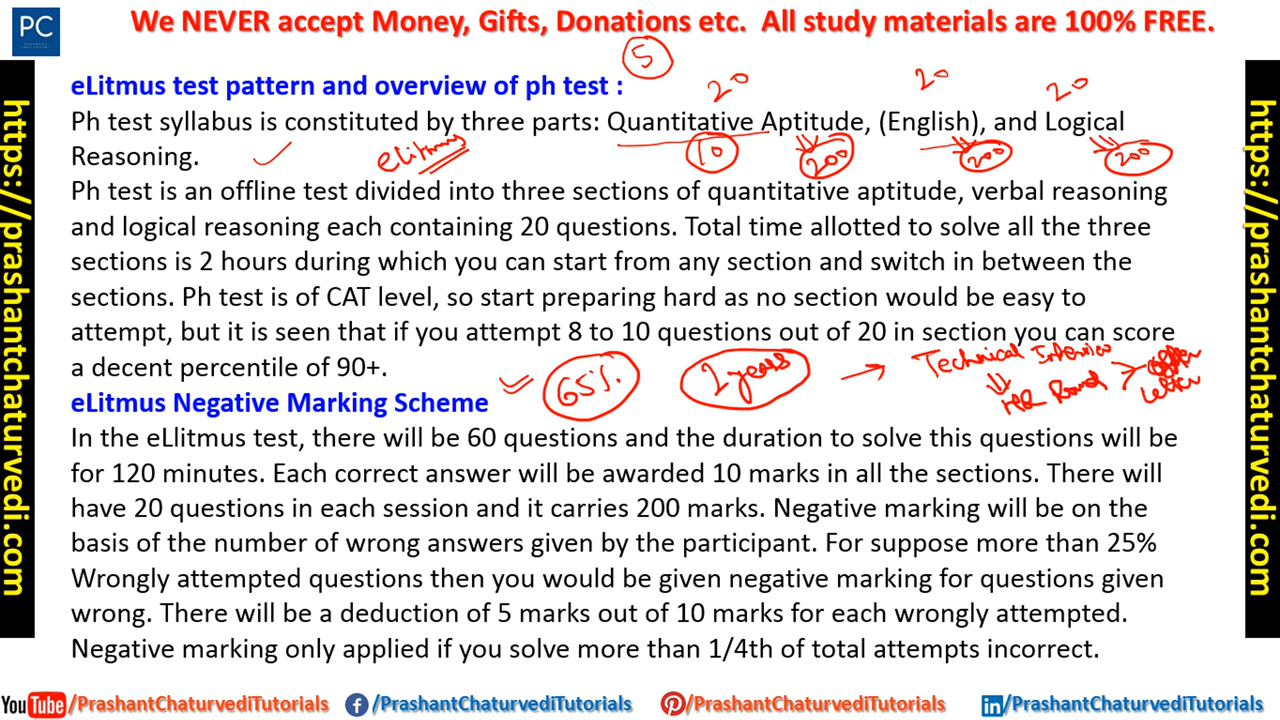 PC
PRASHANT
CHATURVEDI
We NEVER accept Money, Gifts, Donations etc. All study materials are 100% FREE.
5
eLitmus test pattern and overview of ph test :
20 20 20
Ph test syllabus is constituted by three parts: Quantitative Aptitude, (English), and Logical
Reasoning.
elitmus 10 200 200 200
Ph test is an offline test divided into three sections of quantitative aptitude, verbal reasoning
and logical reasoning each containing 20 questions. Total time allotted to solve all the three
sections is 2 hours during which you can start from any section and switch in between the
sections. Ph test is of CAT level, so start preparing hard as no section would be easy to
attempt, but it is seen that if you attempt 8 to 10 questions out of 20 in section you can score
a decent percentile of 90+.
65% 2 years → Technical Interview
HR Round offer
letter
eLitmus Negative Marking Scheme
In the eLlitmus test, there will be 60 questions and the duration to solve this questions will be
for 120 minutes. Each correct answer will be awarded 10 marks in all the sections. There will
have 20 questions in each session and it carries 200 marks. Negative marking will be on the
basis of the number of wrong answers given by the participant. For suppose more than 25%
Wrongly attempted questions then you would be given negative marking for questions given
wrong. There will be a deduction of 5 marks out of 10 marks for each wrongly attempted.
Negative marking only applied if you solve more than 1/4th of total attempts incorrect.
https://prashantchaturvedi.com
https://prashantchaturvedi.com
YouTube/PrashantChaturvediTutorials
f/PrashantChaturvediTutorials
/PrashantChaturvediTutorials
in/PrashantChaturvediTutorials